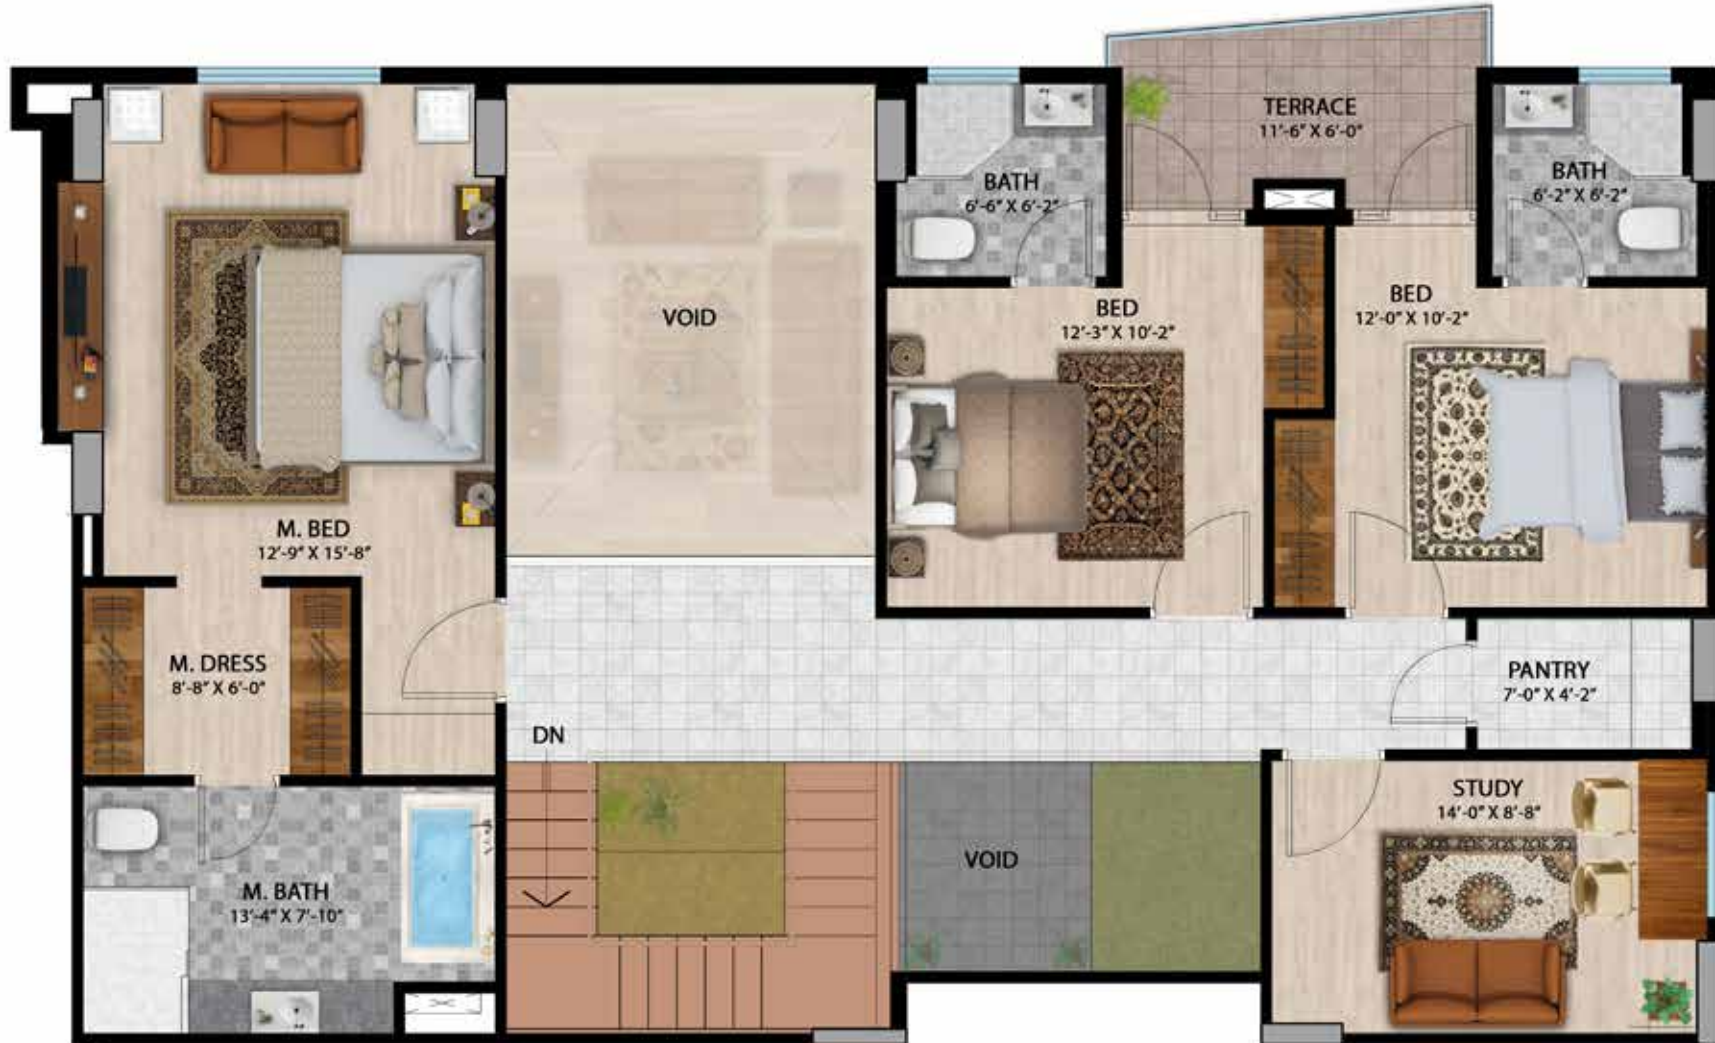 TERRACE
11'-6" X 6'-0"
BATH
6'-6" X 6'-2"
BATH
6'-2" X 6'-2"
VOID
BED
12'-3" X 10'-2"
BED
12'-0" X 10'-2"
M. BED
12'-9" X 15'-8"
M. DRESS
8'-8" X 6'-0"
PANTRY
7'-0" X 4'-2"
DN
STUDY
14'-0" X 8'-8"
VOID
M. BATH
13'-4" X 7'-10"